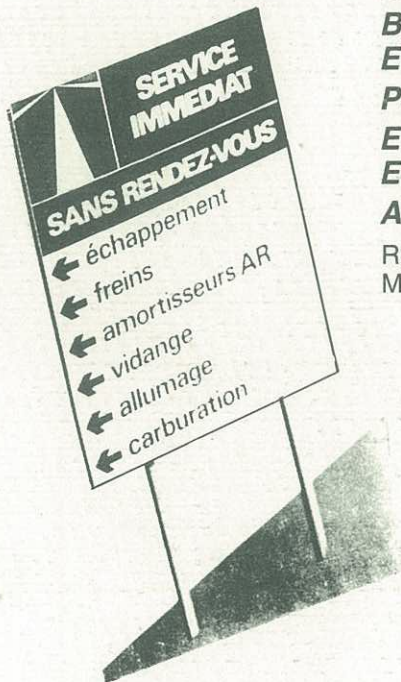 SERVICE
IMMEDIAT
SANS RENDEZ-VOUS
échappement
freins
amortisseurs AR
vidange
allumage
carburation
B
E
P
E
E
A
R
M